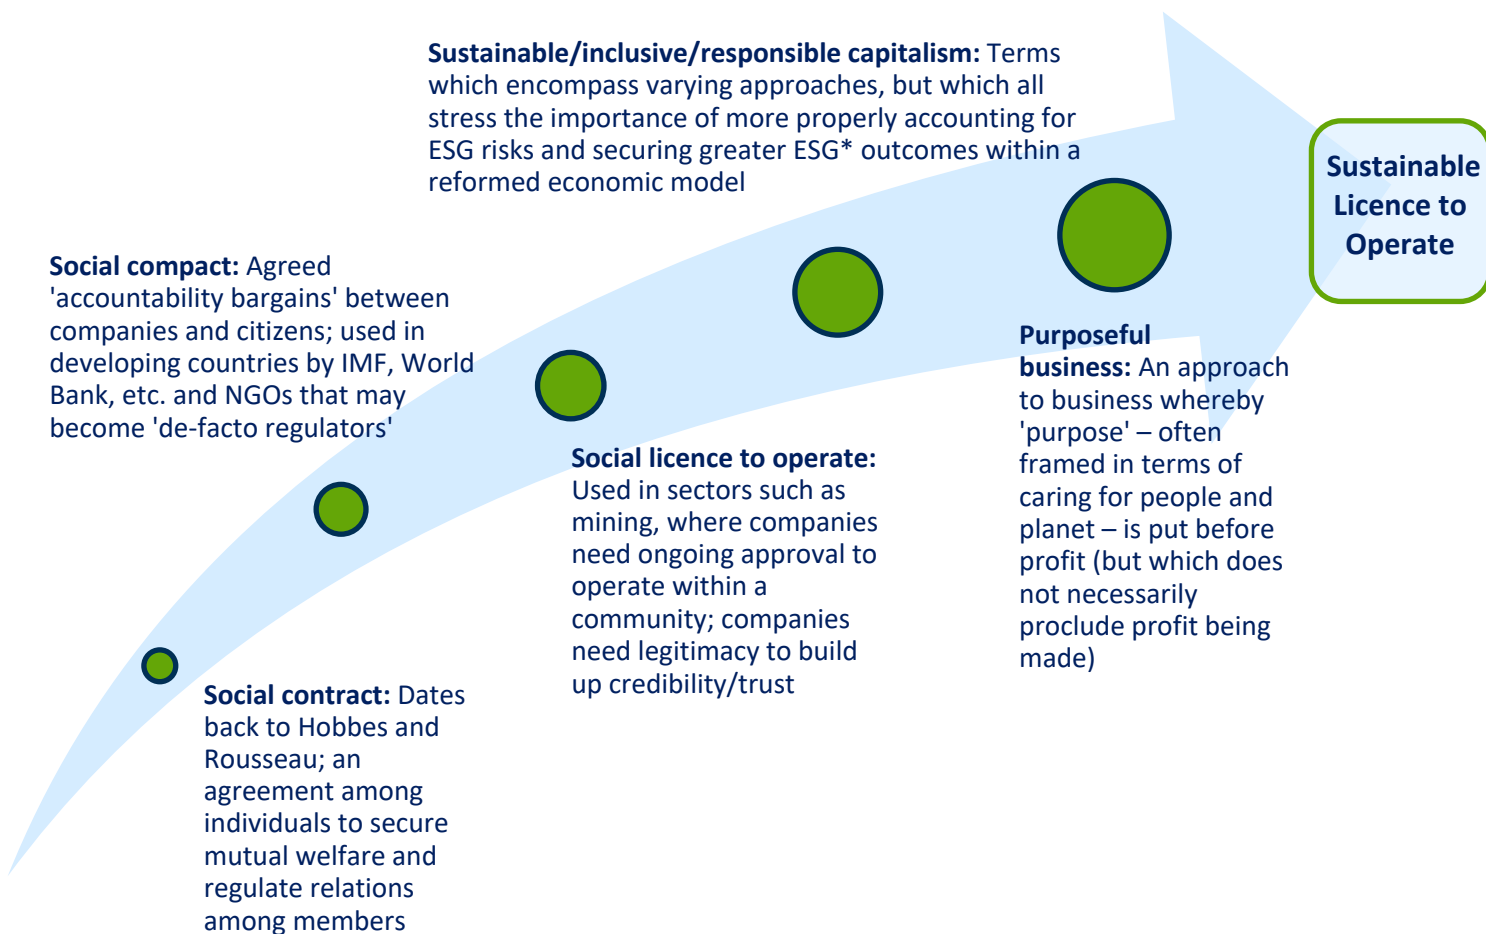 Sustainable/inclusive/responsible capitalism: Terms
which encompass varying approaches, but which all
stress the importance of more properly accounting for
ESG risks and securing greater ESG* outcomes within a
reformed economic model
Sustainable
Licence to
Operate
Social compact: Agreed
'accountability bargains' between
companies and citizens; used in
developing countries by IMF, World
Bank, etc. and NGOs that may
become 'de-facto regulators'
Purposeful
business: An approach
to business whereby
'purpose' – often
framed in terms of
caring for people and
planet – is put before
profit (but which does
not necessarily
proclude profit being
made)
Social licence to operate:
Used in sectors such as
mining, where companies
need ongoing approval to
operate within a
community; companies
need legitimacy to build
up credibility/trust
Social contract: Dates
back to Hobbes and
Rousseau; an
agreement among
individuals to secure
mutual welfare and
regulate relations
among members